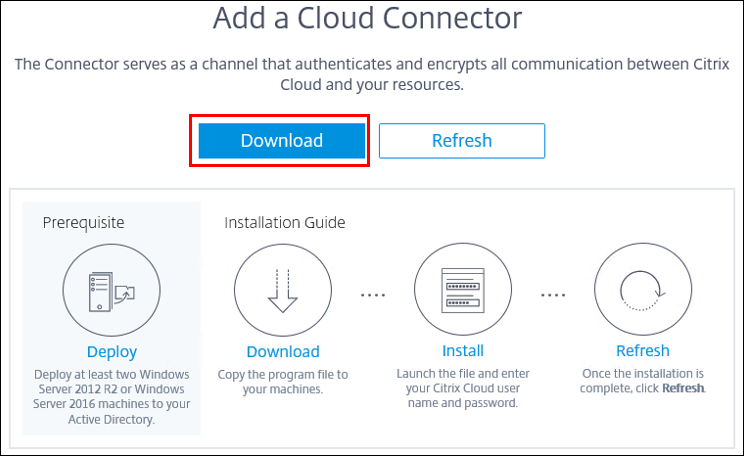 Add a Cloud Connector
The Connector serves as a channel that authenticates and encrypts all communication between Citrix
Cloud and your resources.
Download
Refresh
Prerequisite
Installation Guide
Deploy
Deploy at least two Windows
Server 2012 R2 or Windows
Server 2016 machines to your
Active Directory.
Download
Copy the program file to
your machines.
Install
Launch the file and enter
your Citrix Cloud user
name and password.
Refresh
Once the installation is
complete, click Refresh.